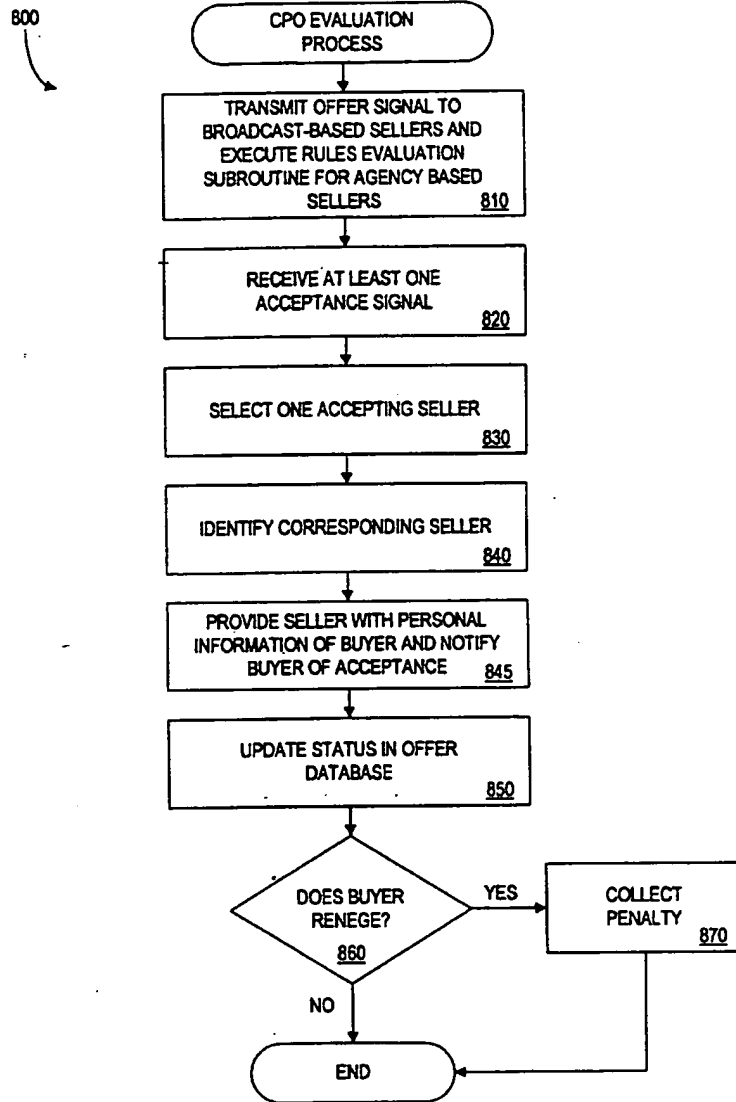 800
CPO EVALUATION
PROCESS
TRANSMIT OFFER SIGNAL TO
BROADCAST-BASED SELLERS AND
EXECUTE RULES EVALUATION
SUBROUTINE FOR AGENCY BASED
SELLERS
810
RECEIVE AT LEAST ONE
ACCEPTANCE SIGNAL
820
SELECT ONE ACCEPTING SELLER
830
IDENTIFY CORRESPONDING SELLER
840
PROVIDE SELLER WITH PERSONAL
INFORMATION OF BUYER AND NOTIFY
BUYER OF ACCEPTANCE
845
UPDATE STATUS IN OFFER
DATABASE
850
DOES BUYER
RENEGE?
860
YES
COLLECT
PENALTY
870
NO
END